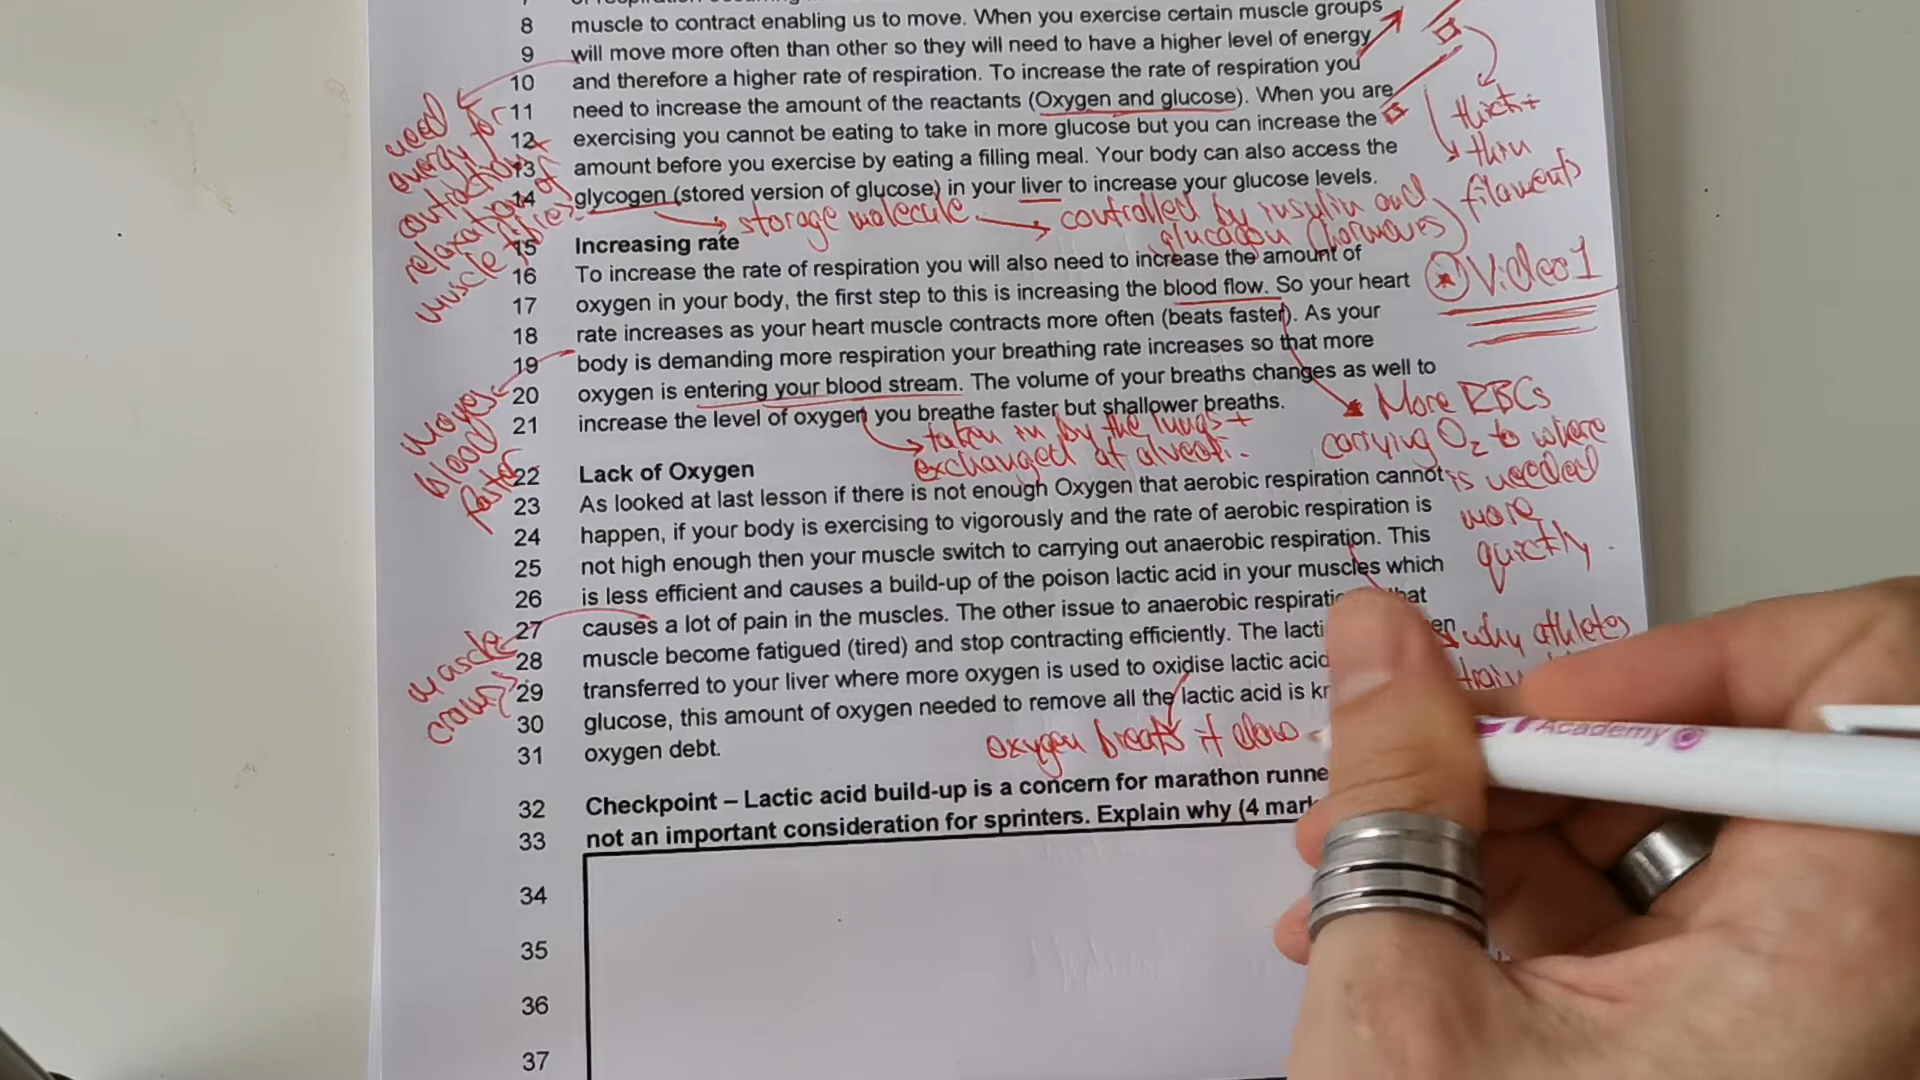 8 muscle to contract enabling us to move. When you exercise certain muscle groups
9 will move more often than other so they will need to have a higher level of energy
10 and therefore a higher rate of respiration. To increase the rate of respiration you
11 need to increase the amount of the reactants (Oxygen and glucose). When you are
12 exercising you cannot be eating to take in more glucose but you can increase the
13 amount before you exercise by eating a filling meal. Your body can also access the
14 glycogen (stored version of glucose) in your liver to increase your glucose levels.
need
energy for
contraction +
relaxation of
muscle fibres.
thick +
thin
filaments
storage molecule
controlled by insulin and
glucagon (hormones)
15 Increasing rate
16 To increase the rate of respiration you will also need to increase the amount of
17 oxygen in your body, the first step to this is increasing the blood flow. So your heart
18 rate increases as your heart muscle contracts more often (beats faster). As your
19 body is demanding more respiration your breathing rate increases so that more
20 oxygen is entering your blood stream. The volume of your breaths changes as well to
21 increase the level of oxygen you breathe faster but shallower breaths.
Video 1
moves
blood
faster
taken in by the lungs +
exchanged at alveoli.
More RBCs
carrying O2 to where
is needed
more
quickly.
22 Lack of Oxygen
23 As looked at last lesson if there is not enough Oxygen that aerobic respiration cannot
24 happen, if your body is exercising to vigorously and the rate of aerobic respiration is
25 not high enough then your muscle switch to carrying out anaerobic respiration. This
26 is less efficient and causes a build-up of the poison lactic acid in your muscles which
27 causes a lot of pain in the muscles. The other issue to anaerobic respiration that
28 muscle become fatigued (tired) and stop contracting efficiently. The lacti
29 transferred to your liver where more oxygen is used to oxidise lactic acid
30 glucose, this amount of oxygen needed to remove all the lactic acid is
31 oxygen debt.
muscle
cramps
why athletes
oxygen breaks it down
32 Checkpoint – Lactic acid build-up is a concern for marathon runne
33 not an important consideration for sprinters. Explain why (4 mark
34
35
36
37
Academy